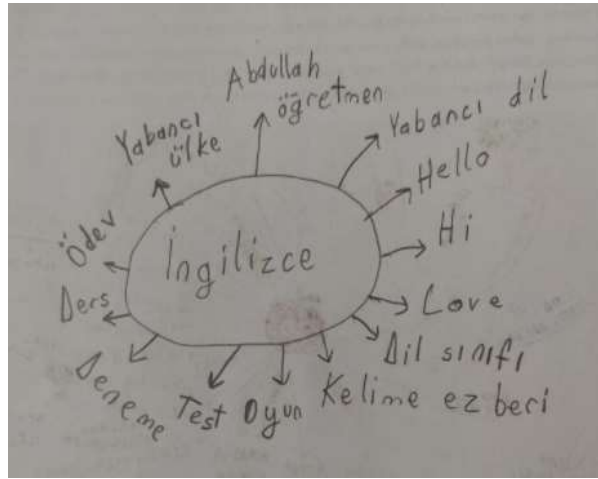 Abdullah
öğretmen
Yabancı
ülke
Yabancı dil
Hello
Hi
Love
Dil sınıfı
Kelime ezberi
Oyun
Test
Deneme
Ders
Ödev
İngilizce